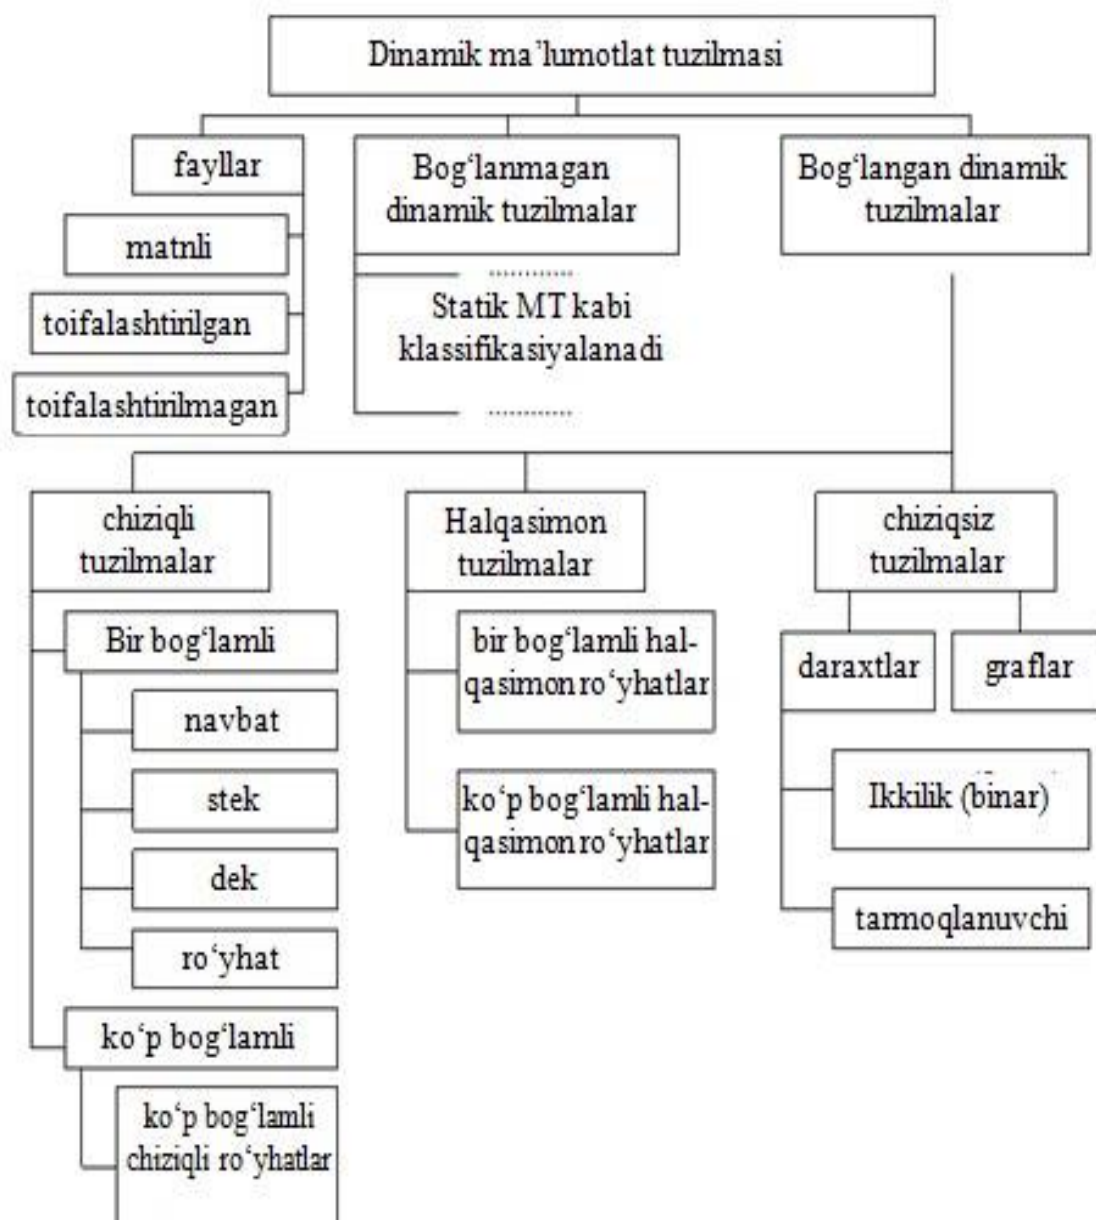 Dinamik ma’lumotlat tuzilmasi
fayllar
matnli
toifalashtirilgan
toifalashtirilmagan
Bog‘lanmagan
dinamik tuzilmalar
............
Statik MT kabi
klassifikasiyalanadi
............
Bog‘langan dinamik
tuzilmalar
chiziqli
tuzilmalar
Bir bog‘lamli
navbat
stek
dek
ro‘yhat
ko‘p bog‘lamli
ko‘p bog‘lamli
chiziqli ro‘yhatlar
Halqasimon
tuzilmalar
bir bog‘lamli hal-
qasimon ro‘yhatlar
ko‘p bog‘lamli hal-
qasimon ro‘yhatlar
chiziqsiz
tuzilmalar
daraxtlar
graflar
Ikkilik (binar)
tarmoqlanuvchi